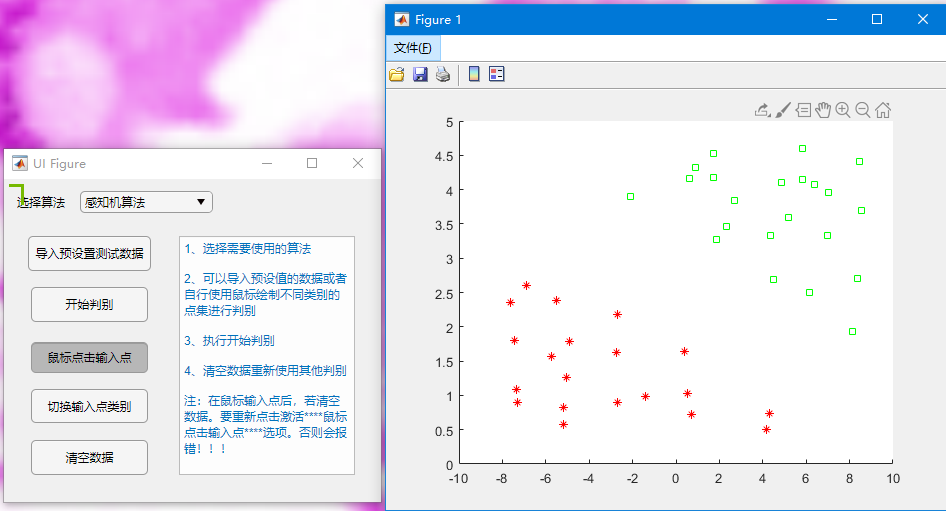 Figure 1
文件(F)
UI Figure
选择算法
感知机算法
导入预设置测试数据
开始判别
鼠标点击输入点
切换输入点类别
清空数据
1、选择需要使用的算法
2、可以导入预设值的数据或者
自行使用鼠标绘制不同类别的
点集进行判别
3、执行开始判别
4、清空数据重新使用其他判别
注：在鼠标输入点后，若清空
数据。要重新点击激活****鼠标
点击输入点****选项。否则会报
错！！！
5
4.5
4
3.5
3
2.5
2
1.5
1
0.5
0
-10 -8 -6 -4 -2 0 2 4 6 8 10